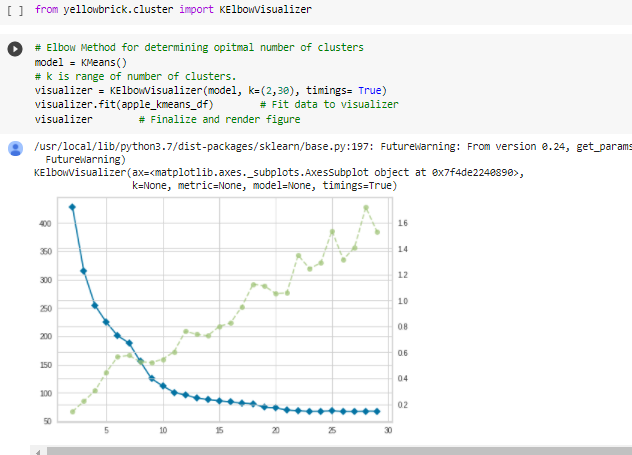 [ ] from yellowbrick.cluster import KElbowVisualizer
# Elbow Method for determining opitmal number of clusters
model = KMeans()
# k is range of number of clusters.
visualizer = KElbowVisualizer(model, k=(2,30), timings= True)
visualizer.fit(apple_kmeans_df) # Fit data to visualizer
visualizer # Finalize and render figure
/usr/local/lib/python3.7/dist-packages/sklearn/base.py:197: FutureWarning: From version 0.24, get_params
FutureWarning)
KElbowVisualizer(ax=<matplotlib.axes._subplots.AxesSubplot object at 0x7f4de2240890>,
k=None, metric=None, model=None, timings=True)
400 1.6
350 1.4
300 1.2
250 1.0
200 0.8
150 0.6
100 0.4
50 0.2
5 10 15 20 25 30